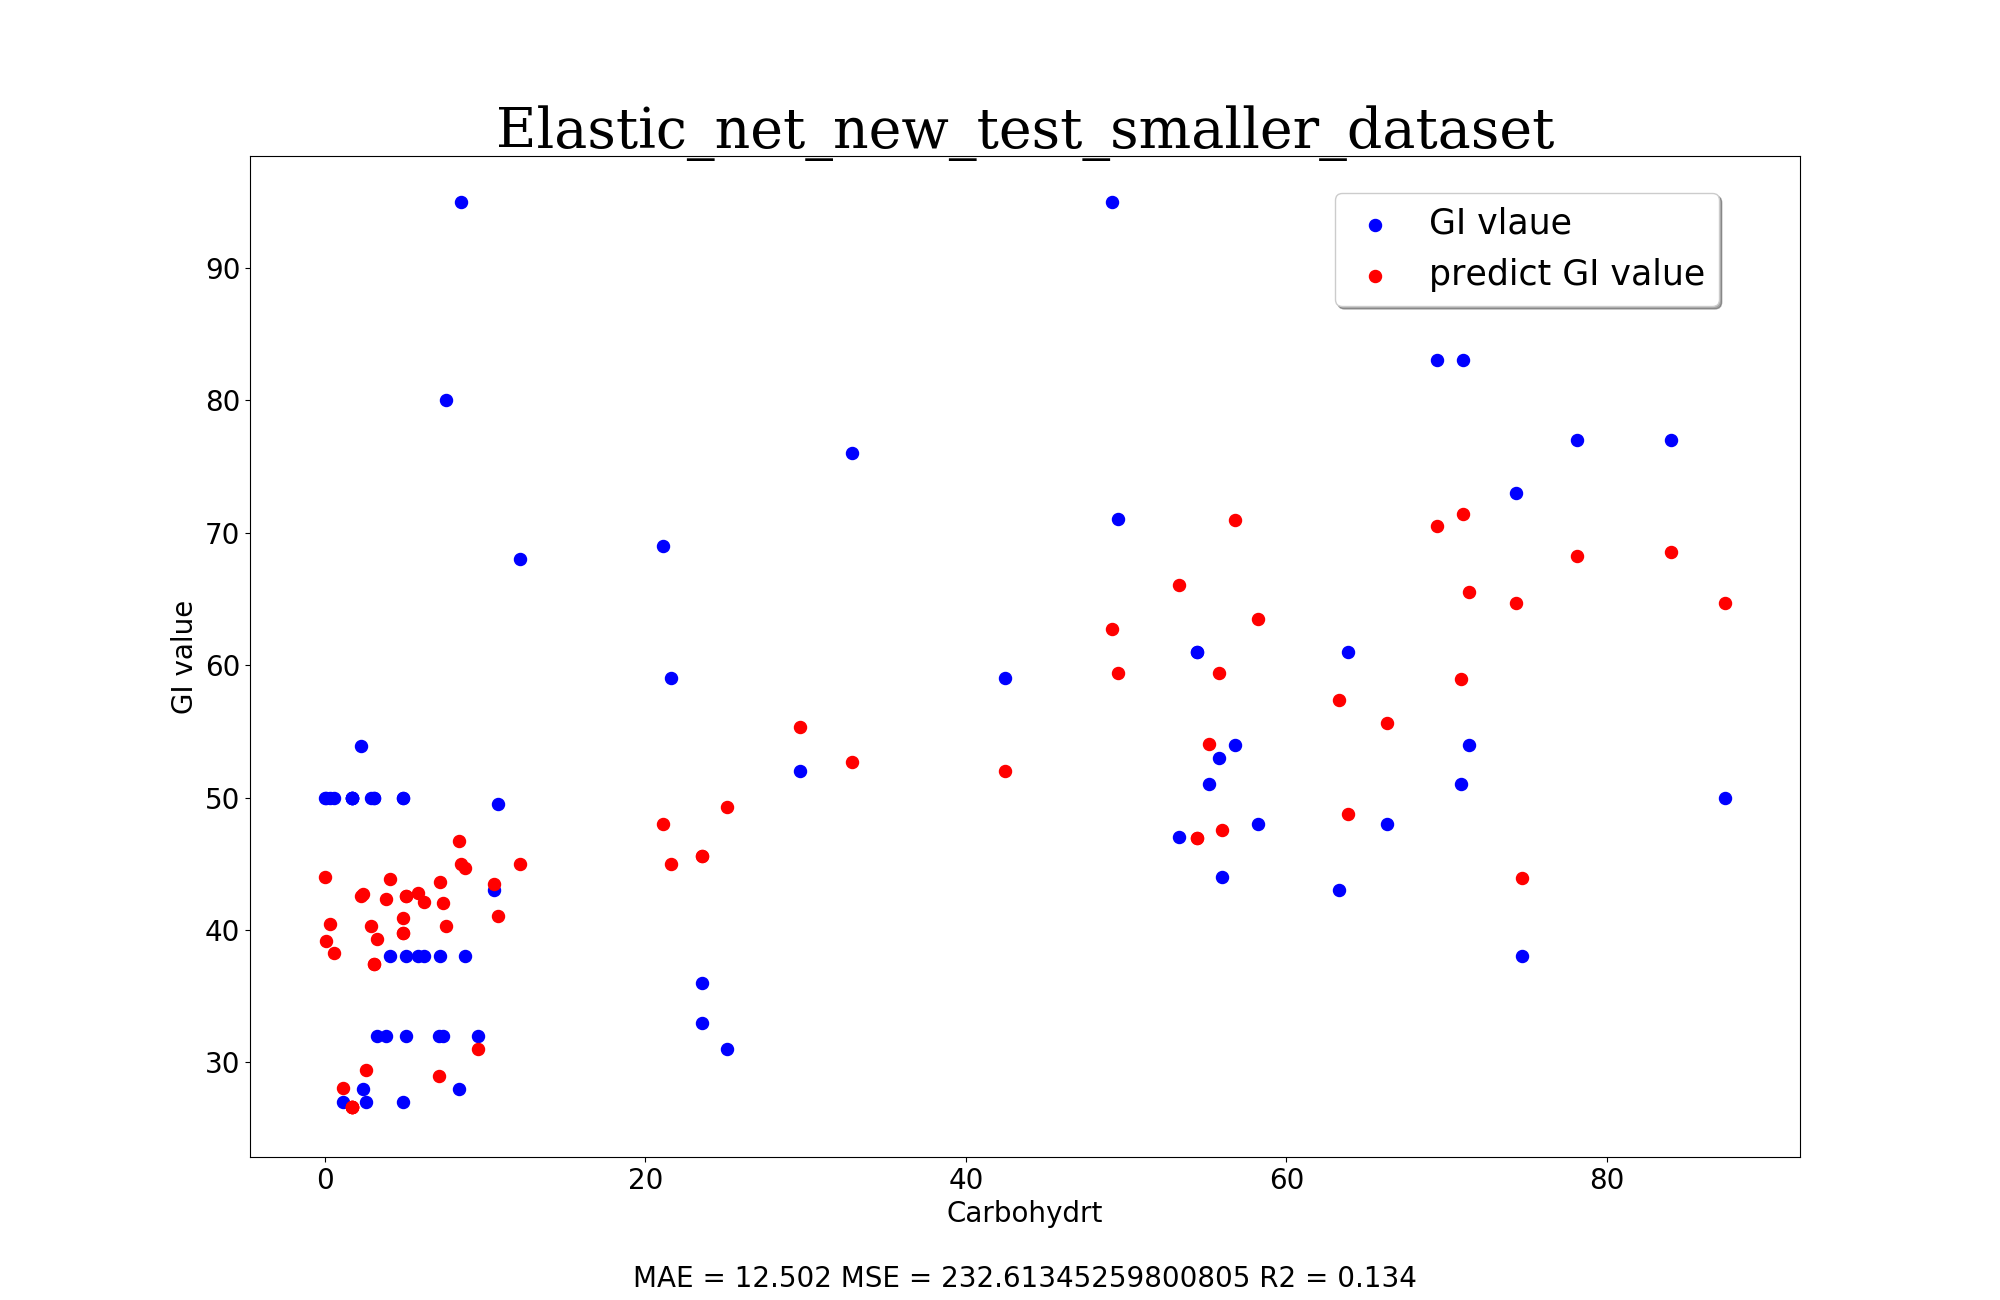 Elastic_net_new_test_smaller_dataset
GI vlaue
predict GI value
90
80
70
60
50
40
30
GI value
0 20 40 60 80
Carbohydrt
MAE = 12.502 MSE = 232.61345259800805 R2 = 0.134